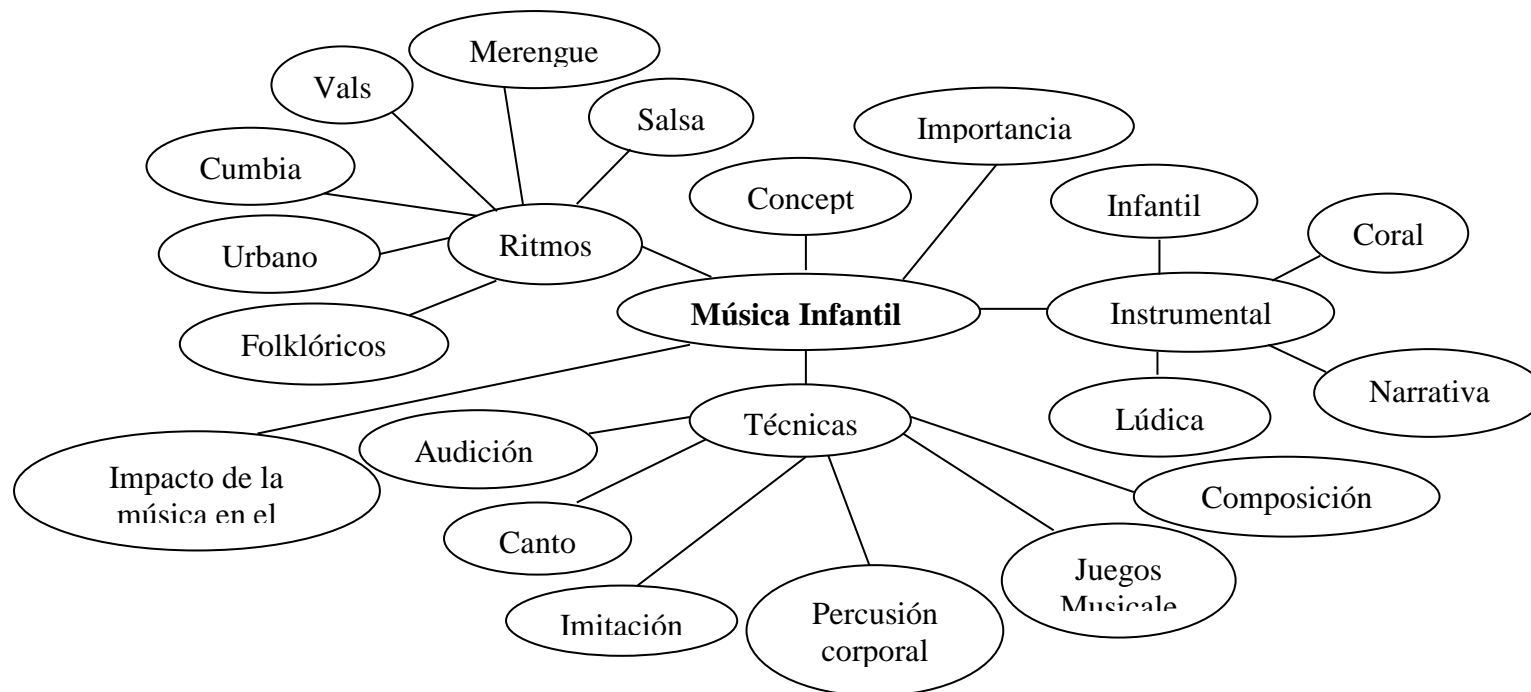 Merengue
Vals
Salsa
Importancia
Cumbia
Concept
Infantil
Coral
Urbano
Ritmos
Música Infantil
Instrumental
Folklóricos
Narrativa
Lúdica
Técnicas
Audición
Impacto de la
música en el
Composición
Canto
Juegos
Musicale
Imitación
Percusión
corporal